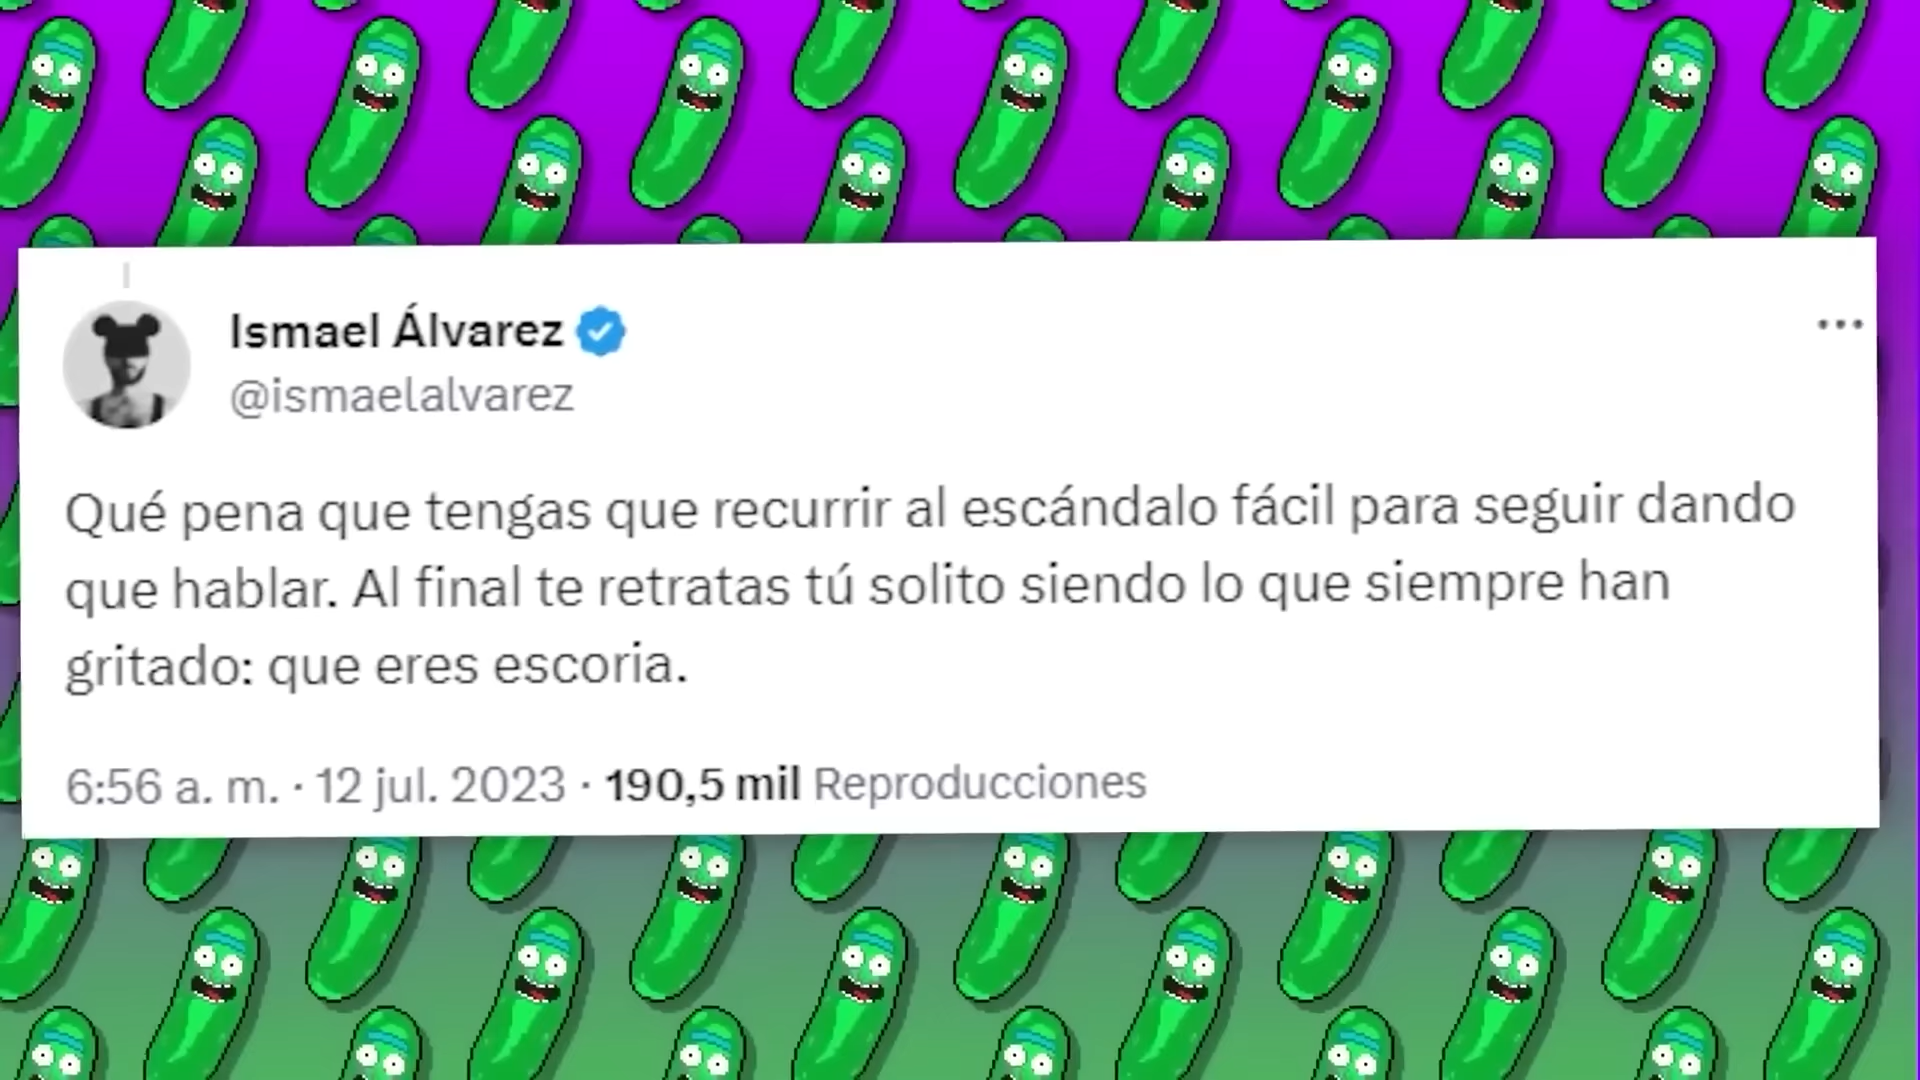 Ismael Álvarez
@ismaelalvarez
Qué pena que tengas que recurrir al escándalo fácil para seguir dando
que hablar. Al final te retratas tú solito siendo lo que siempre han
gritado: que eres escoria.
6:56 a. m. · 12 jul. 2023 · 190,5 mil Reproducciones